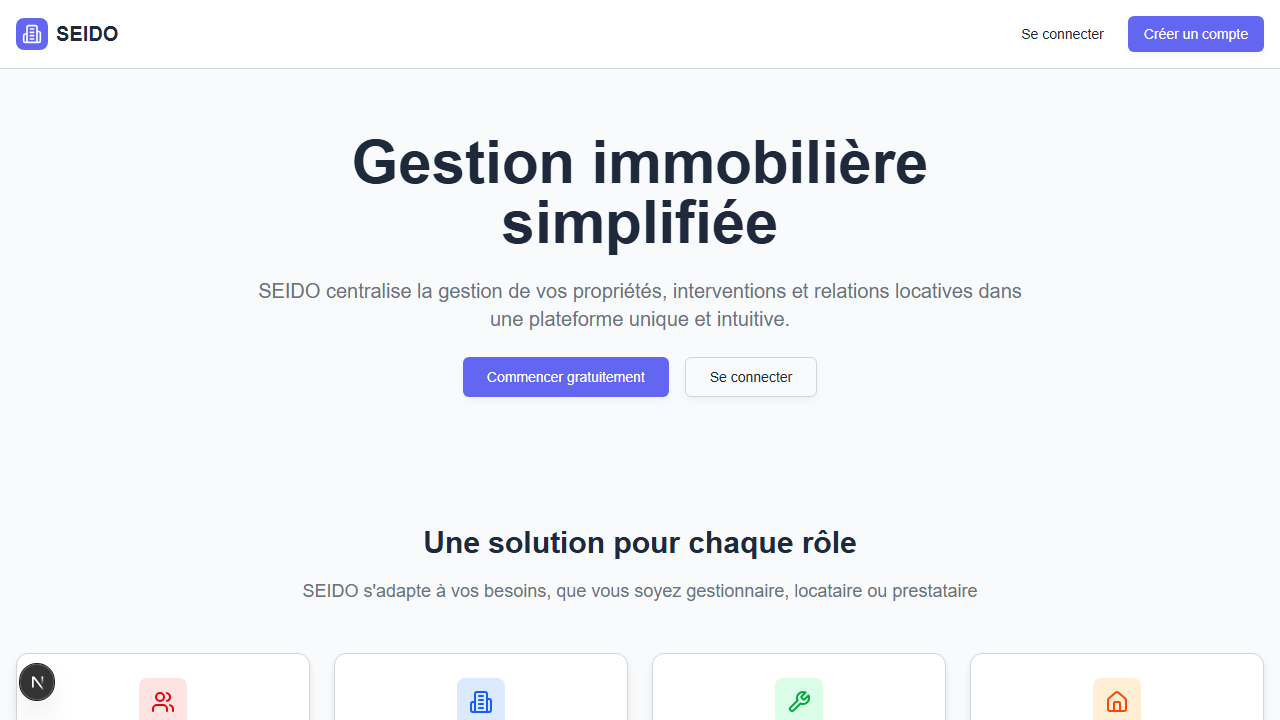 SEIDO
Se connecter
Créer un compte
Gestion immobilière
simplifiée
SEIDO centralise la gestion de vos propriétés, interventions et relations locatives dans
une plateforme unique et intuitive.
Commencer gratuitement
Se connecter
Une solution pour chaque rôle
SEIDO s'adapte à vos besoins, que vous soyez gestionnaire, locataire ou prestataire
N